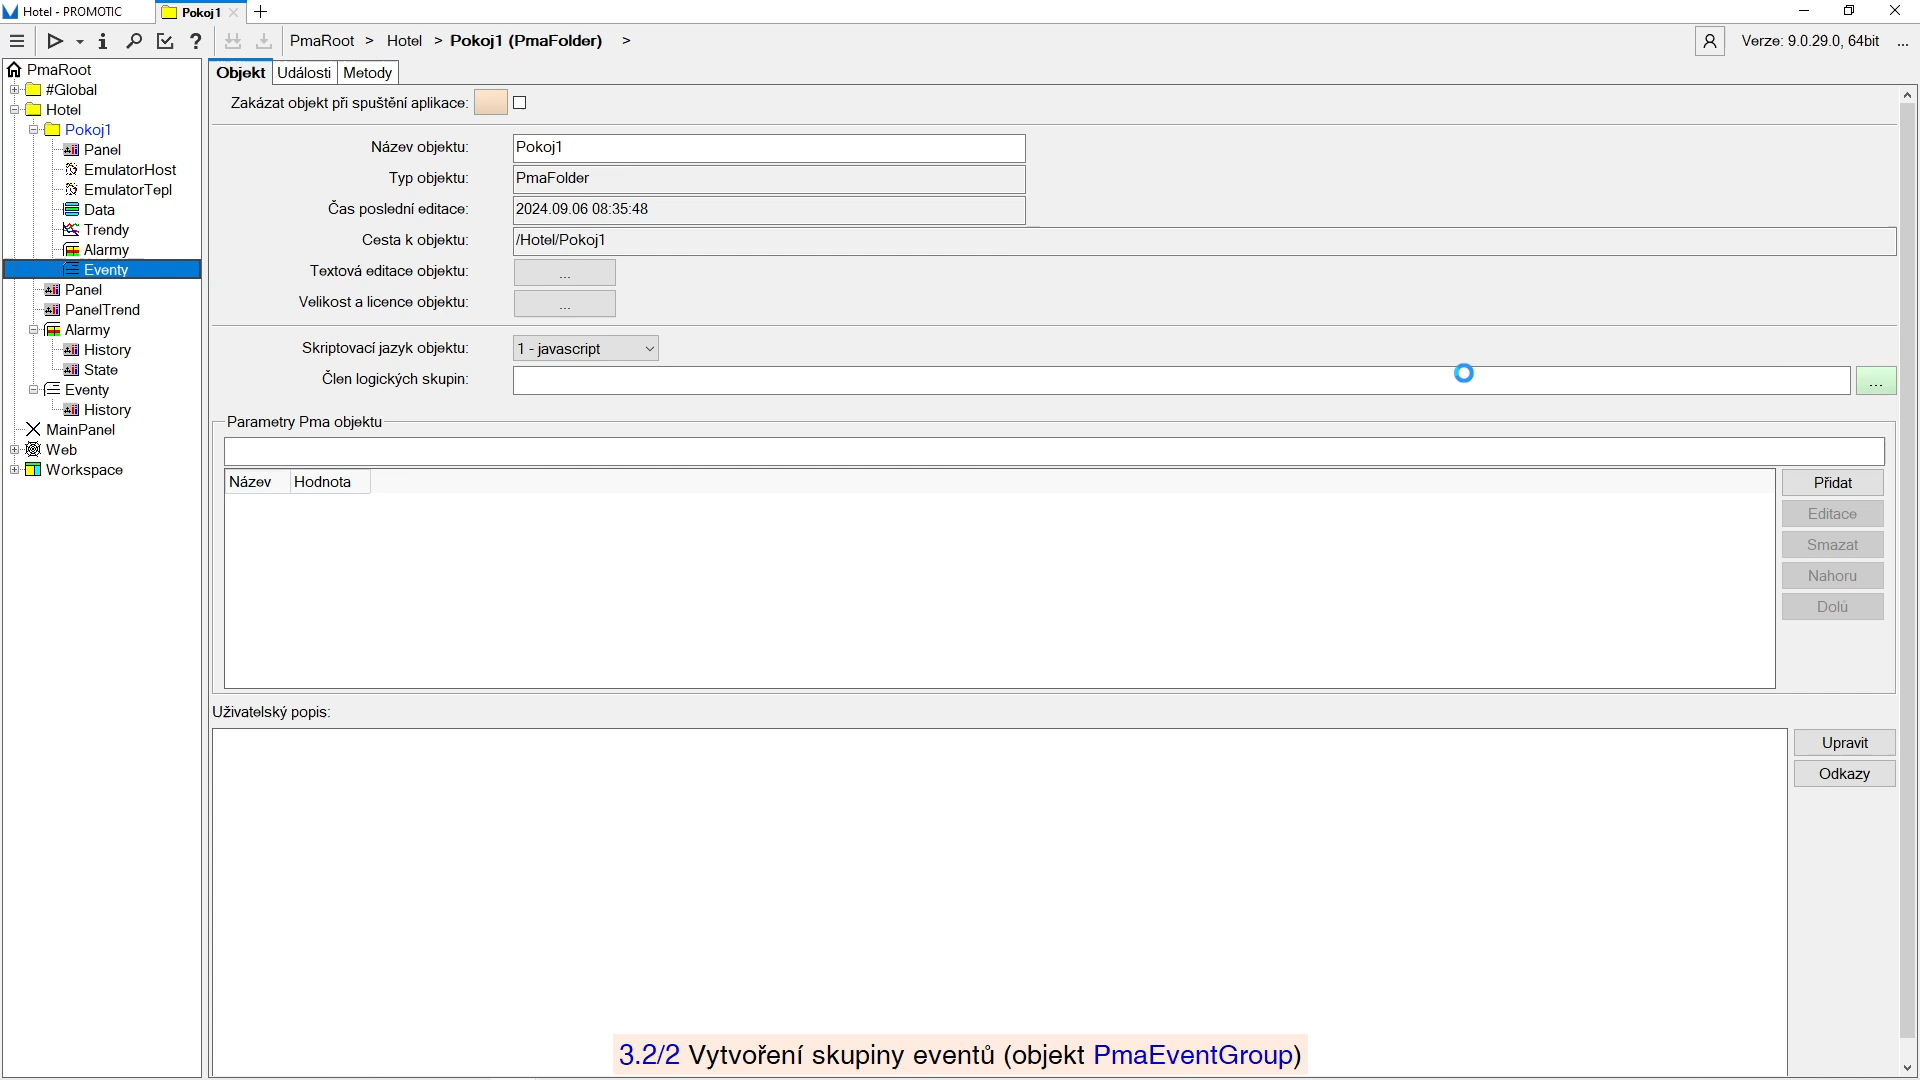 Hotel - PROMOTIC
Pokoj1
PmaRoot > Hotel > Pokoj1 (PmaFolder) >
Verze: 9.0.29.0, 64bit ...
PmaRoot
#Global
Hotel
Pokoj1
Panel
EmulatorHost
EmulatorTepl
Data
Trendy
Alarmy
Eventy
Panel
PanelTrend
Alarmy
History
State
Eventy
History
MainPanel
Web
Workspace
Objekt Události Metody
Zakázat objekt při spuštění aplikace:
Název objektu: Pokoj1
Typ objektu: PmaFolder
Čas poslední editace: 2024.09.06 08:35:48
Cesta k objektu: /Hotel/Pokoj1
Textová editace objektu: ...
Velikost a licence objektu: ...
Skriptovací jazyk objektu: 1 - javascript
Člen logických skupin: ...
Parametry Pma objektu
Název Hodnota
Přidat
Editace
Smazat
Nahoru
Dolů
Uživatelský popis:
Upravit
Odkazy
3.2/2 Vytvoření skupiny eventů (objekt PmaEventGroup)